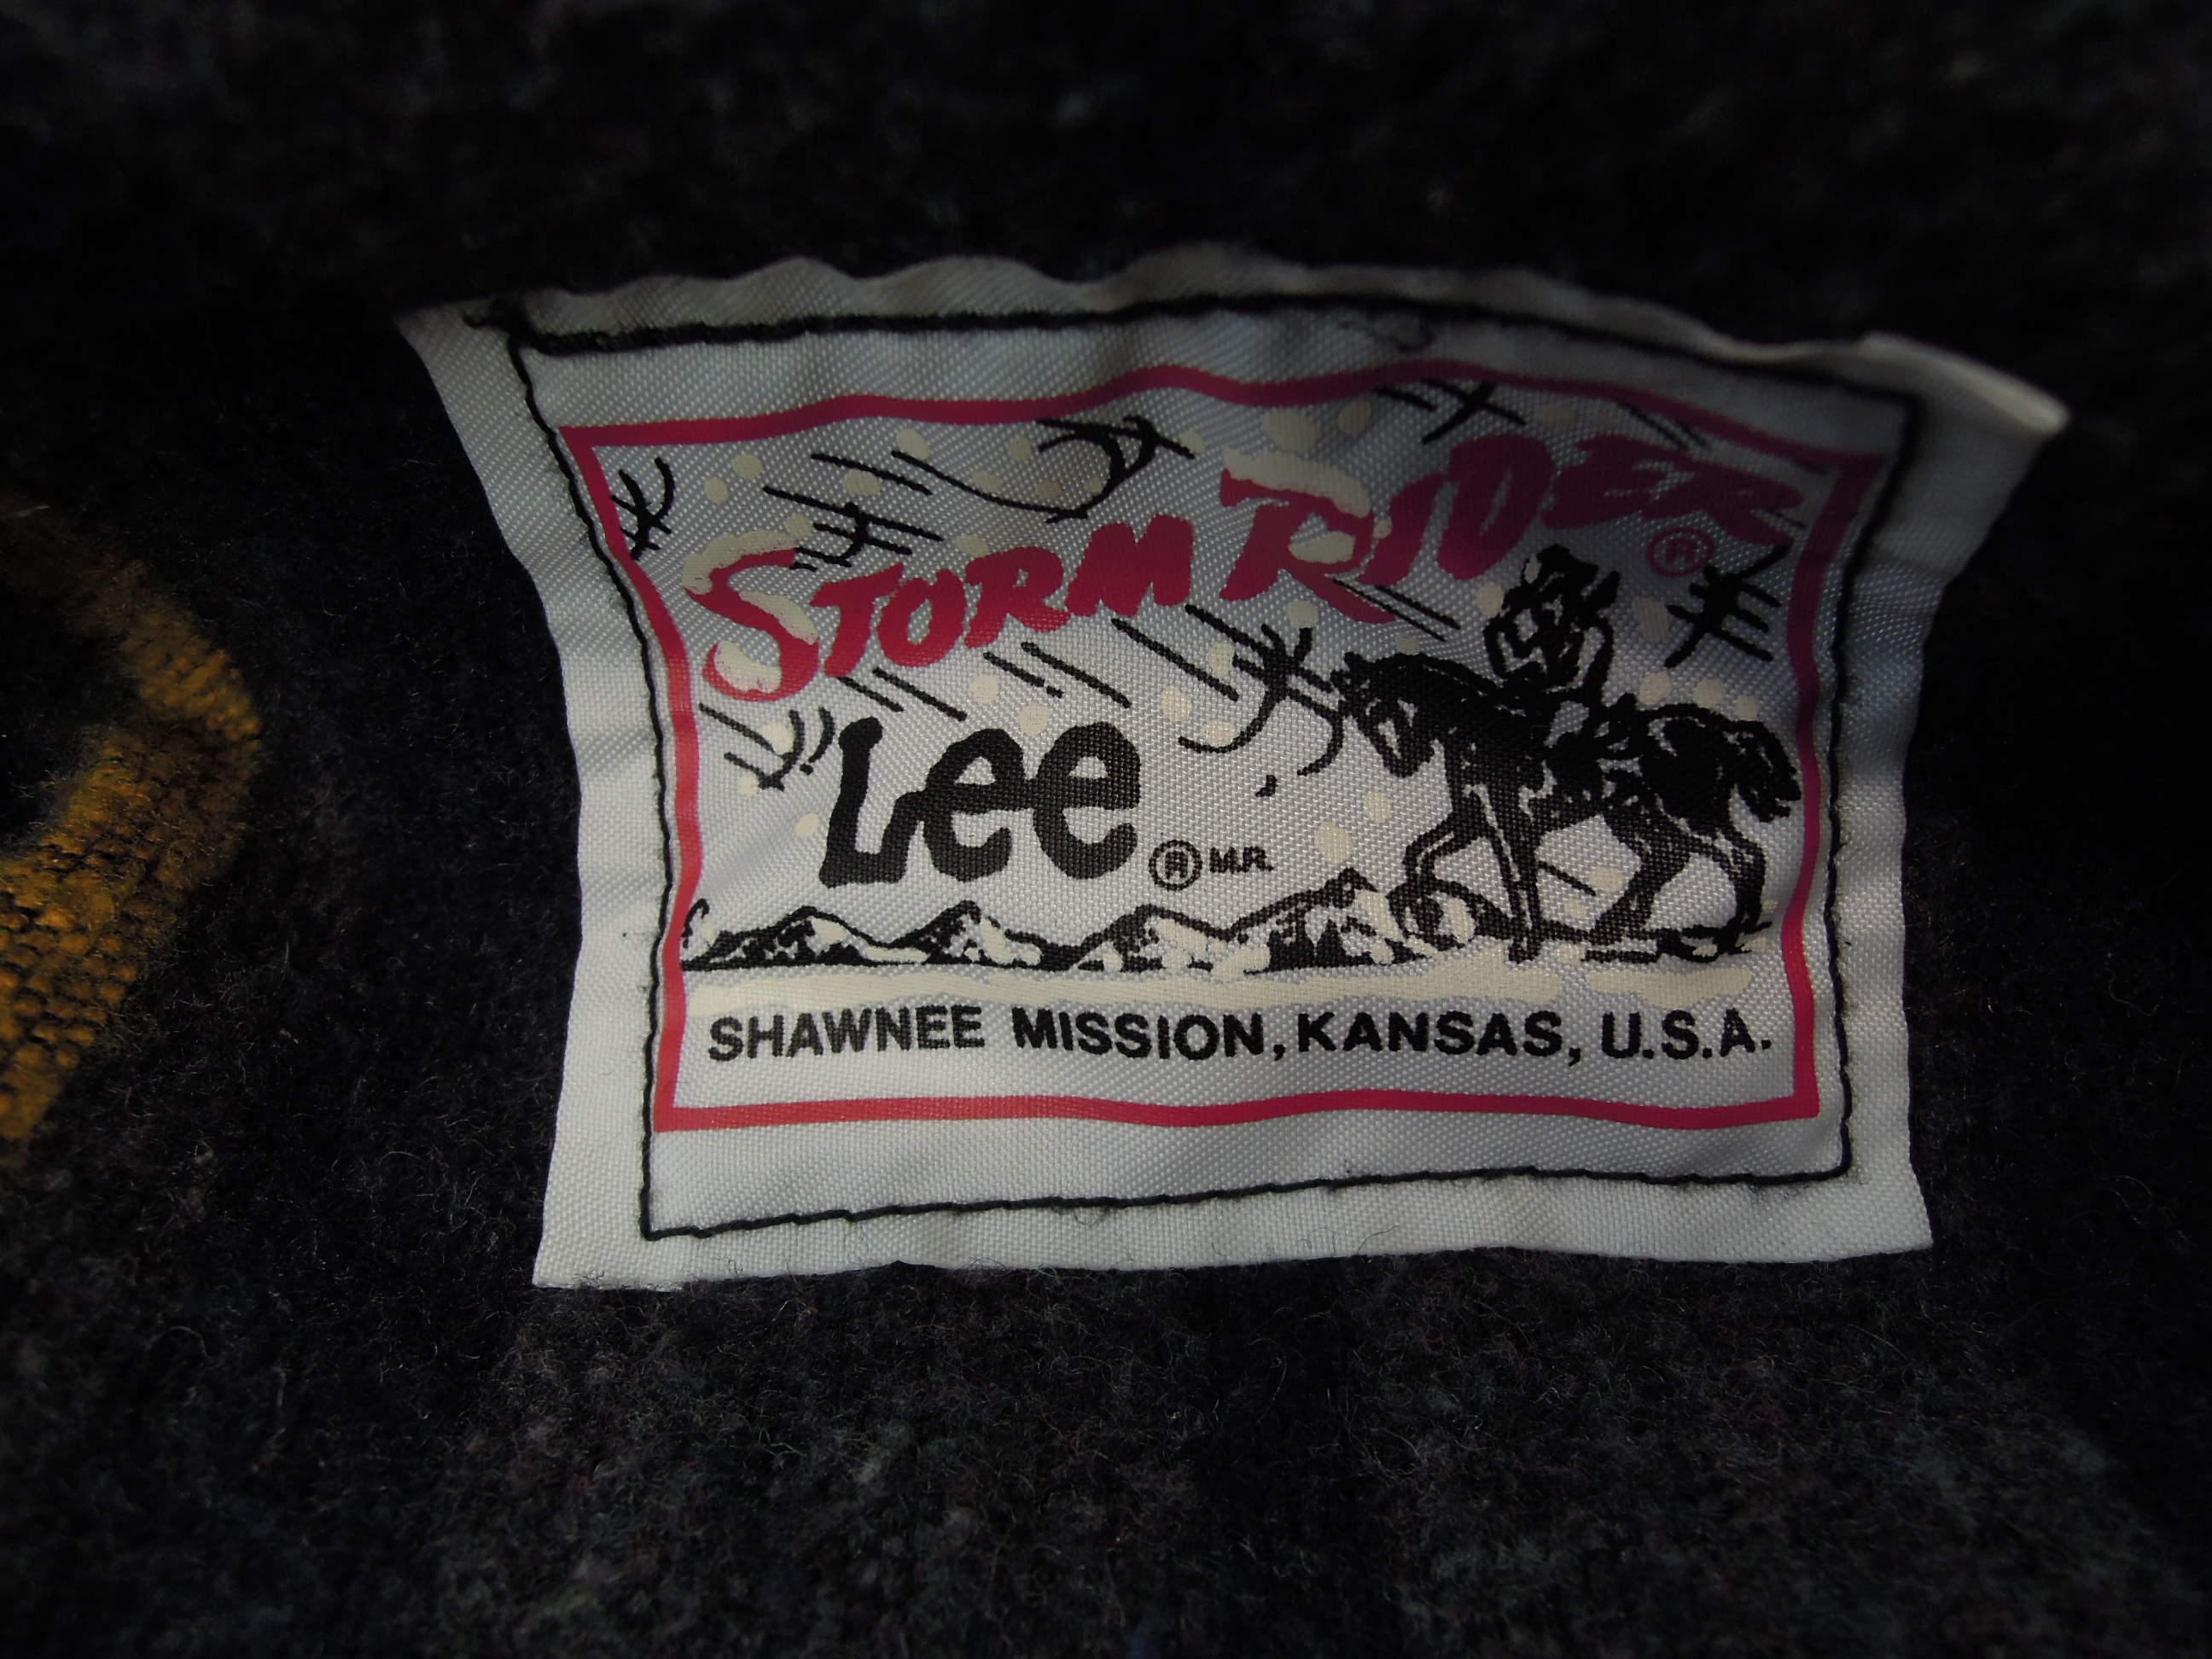 STORM RIDER ®
Lee ® M.R.
SHAWNEE MISSION, KANSAS, U.S.A.